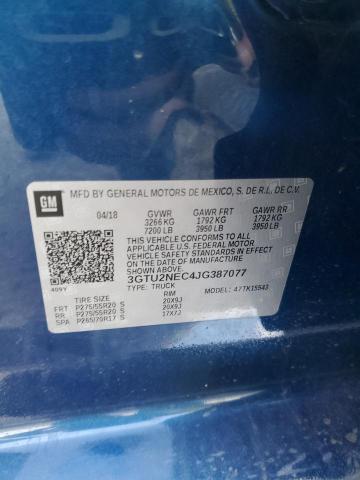 GM
MFD BY GENERAL MOTORS DE MEXICO, S. DE R.L. DE C.V.
04/18 GVWR GAWR FRT GAWR RR
3266 KG 1792 KG 1792 KG
7200 LB 3950 LB 3950 LB
THIS VEHICLE CONFORMS TO ALL
APPLICABLE U.S. FEDERAL MOTOR
VEHICLE SAFETY STANDARDS IN
EFFECT ON THE DATE OF
MANUFACTURE SHOWN ABOVE.
3GTU2NEC4JG387077
TYPE: TRUCK
409Y MODEL: 47TK15543
TIRE SIZE RIM
FRT P275/55R20 S 20X9J
RR P275/55R20 S 20X9J
SPA P265/70R17 S 17X7J